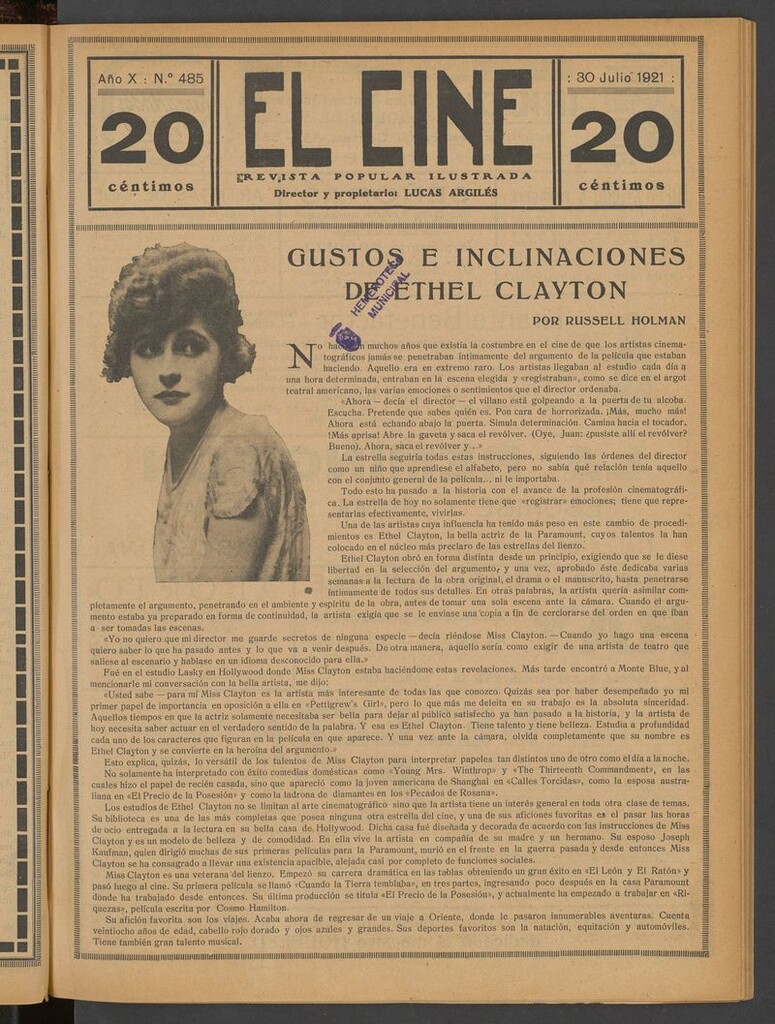 Año X : N.º 485
20
céntimos
EL CINE
REVISTA POPULAR ILUSTRADA
Director y propietario: LUCAS ARGILÉS
: 30 Julio 1921 :
20
céntimos
GUSTOS E INCLINACIONES
DE ETHEL CLAYTON
HEMEROTECA
MUNICIPAL
POR RUSSELL HOLMAN
No hacen muchos años que existía la costumbre en el cine de que los artistas cinema-
tográficos jamás se penetraban íntimamente del argumento de la película que estaban
haciendo. Aquello era en extremo raro. Los artistas llegaban al estudio cada día a
una hora determinada, entraban en la escena elegida y «registraban», como se dice en el argot
teatral americano, las varias emociones o sentimientos que el director ordenaba.
«Ahora — decía el director — el villano está golpeando a la puerta de tu alcoba.
Escucha. Pretende que sabes quién es. Pon cara de horrorizada. ¡Más, mucho más!
Ahora está echando abajo la puerta. Simula determinación. Camina hacia el tocador.
!Más aprisa! Abre la gaveta y saca el revólver. (Oye, Juan: ¿pusiste allí el revólver?
Bueno). Ahora, saca el revólver y...»
La estrella seguiría todas estas instrucciones, siguiendo las órdenes del director
como un niño que aprendiese el alfabeto, pero no sabía qué relación tenía aquello
con el conjunto general de la película... ni le importaba.
Todo esto ha pasado a la historia con el avance de la profesión cinematográfi-
ca. La estrella de hoy no solamente tiene que «registrar» emociones; tiene que repre-
sentarlas efectivamente, vivirlas.
Una de las artistas cuya influencia ha tenido más peso en este cambio de procedi-
mientos es Ethel Clayton, la bella actriz de la Paramount, cuyos talentos la han
colocado en el núcleo más preclaro de las estrellas del lienzo.
Ethel Clayton obró en forma distinta desde un principio, exigiendo que se le diese
libertad en la selección del argumento; y una vez, aprobado éste dedicaba varias
semanas a la lectura de la obra original, el drama o el manuscrito, hasta penetrarse
íntimamente de todos sus detalles. En otras palabras, la artista quería asimilar com-
pletamente el argumento, penetrando en el ambiente y espíritu de la obra, antes de tomar una sola escena ante la cámara. Cuando el argu-
mento estaba ya preparado en forma de continuidad, la artista exigía que se le enviase una copia a fin de cerciorarse del orden en que iban
a ser tomadas las escenas.
«Yo no quiero que mi director me guarde secretos de ninguna especie — decía riéndose Miss Clayton. — Cuando yo hago una escena
quiero saber lo que ha pasado antes y lo que va a venir después. De otra manera, aquello sería como exigir de una artista de teatro que
saliese al escenario y hablase en un idioma desconocido para ella.»
Fué en el estudio Lasky en Hollywood donde Miss Clayton estaba haciéndome estas revelaciones. Más tarde encontré a Monte Blue, y al
mencionarle mi conversación con la bella artista, me dijo:
«Usted sabe — para mí Miss Clayton es la artista más interesante de todas las que conozco. Quizás sea por haber desempeñado yo mi
primer papel de importancia en oposición a ella en «Pettigrew's Girl», pero lo que más me deleita en su trabajo es la absoluta sinceridad.
Aquellos tiempos en que la actriz solamente necesitaba ser bella para dejar al público satisfecho ya han pasado a la historia, y la artista de
hoy necesita saber actuar en el verdadero sentido de la palabra. Y esa es Ethel Clayton. Tiene talento y tiene belleza. Estudia a profundidad
cada uno de los caracteres que figuran en la película en que aparece. Y una vez ante la cámara, olvida completamente que su nombre es
Ethel Clayton y se convierte en la heroína del argumento.»
Esto explica, quizás, lo versátil de los talentos de Miss Clayton para interpretar papeles tan distintos uno de otro como el día a la noche.
No solamente ha interpretado con éxito comedias domésticas como «Young Mrs. Winthrop» y «The Thirteenth Commandment», en las
cuales hizo el papel de recién casada, sino que apareció como la joven americana de Shanghai en «Calles Torcidas», como la esposa austra-
liana en «El Precio de la Posesión» y como la ladrona de diamantes en los «Pecados de Rosana».
Los estudios de Ethel Clayton no se limitan al arte cinematográfico sino que la artista tiene un interés general en toda otra clase de temas.
Su biblioteca es una de las más completas que posea ninguna otra estrella del cine, y una de sus aficiones favoritas es el pasar las horas
de ocio entregada a la lectura en su bella casa de Hollywood. Dicha casa fué diseñada y decorada de acuerdo con las instrucciones de Miss
Clayton y es un modelo de belleza y de comodidad. En ella vive la artista en compañía de su madre y un hermano. Su esposo Joseph
Kaufman, quien dirigió muchas de sus primeras películas para la Paramount, murió en el frente en la guerra pasada y desde entonces Miss
Clayton se ha consagrado a llevar una existencia apacible, alejada casi por completo de funciones sociales.
Miss Clayton es una veterana del lienzo. Empezó su carrera dramática en las tablas obteniendo un gran éxito en «El León y El Ratón» y
pasó luego al cine. Su primera película se llamó «Cuando la Tierra temblaba», en tres partes, ingresando poco después en la casa Paramount
donde ha trabajado desde entonces. Su última producción se titula «El Precio de la Posesión», y actualmente ha empezado a trabajar en «Ri-
quezas», película escrita por Cosmo Hamilton.
Su afición favorita son los viajes. Acaba ahora de regresar de un viaje a Oriente, donde le pasaron innumerables aventuras. Cuenta
veintiocho años de edad, cabello rojo dorado y ojos azules y grandes. Sus deportes favoritos son la natación, equitación y automóviles.
Tiene también gran talento musical.